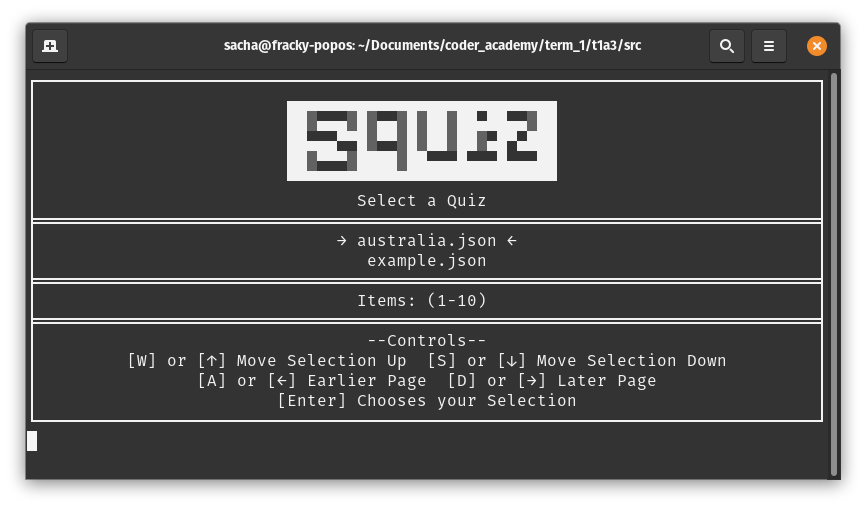 sacha@fracky-popos: ~/Documents/coder_academy/term_1/t1a3/src
Squiz
Select a Quiz
→ australia.json ←
example.json
Items: (1-10)
--Controls--
[W] or [↑] Move Selection Up  [S] or [↓] Move Selection Down
[A] or [←] Earlier Page  [D] or [→] Later Page
[Enter] Chooses your Selection